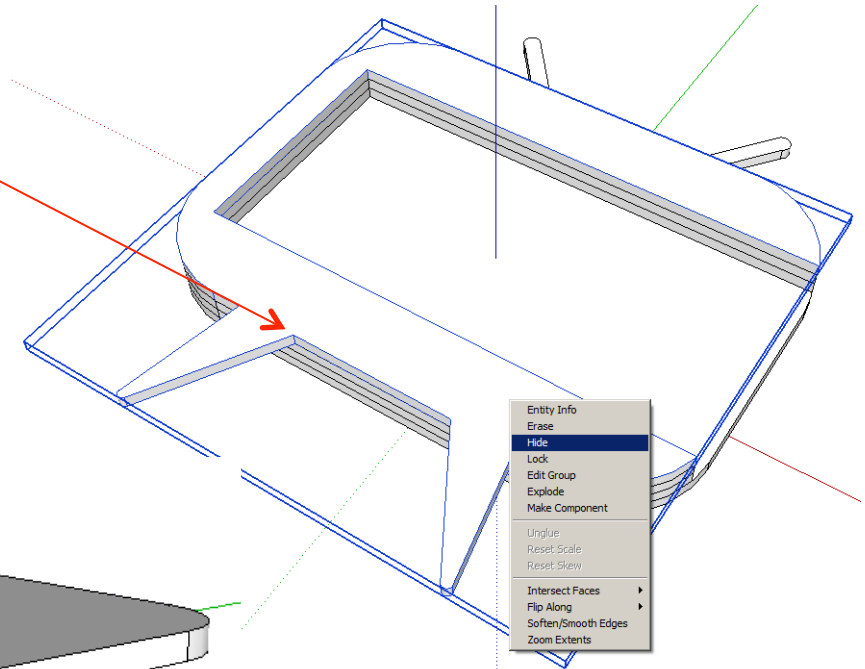 Entity Info
Erase
Hide
Lock
Edit Group
Explode
Make Component
Unglue
Reset Scale
Reset Skew
Intersect Faces
Flip Along
Soften/Smooth Edges
Zoom Extents